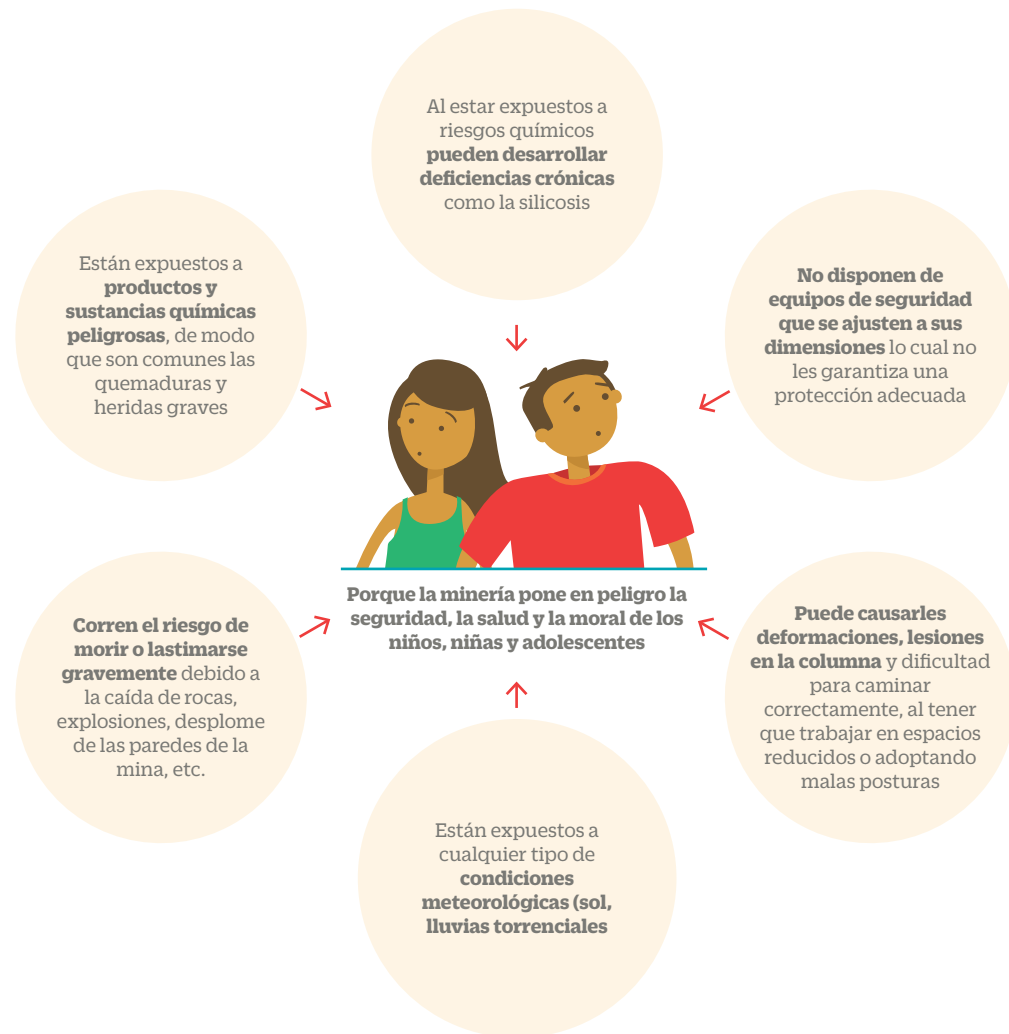 Al estar expuestos a
riesgos químicos
pueden desarrollar
deficiencias crónicas
como la silicosis
Están expuestos a
productos y
sustancias químicas
peligrosas, de modo
que son comunes las
quemaduras y
heridas graves
No disponen de
equipos de seguridad
que se ajusten a sus
dimensiones lo cual no
les garantiza una
protección adecuada
Porque la minería pone en peligro la
seguridad, la salud y la moral de los
niños, niñas y adolescentes
Corren el riesgo de
morir o lastimarse
gravemente debido a
la caída de rocas,
explosiones, desplome
de las paredes de la
mina, etc.
Puede causarles
deformaciones, lesiones
en la columna y dificultad
para caminar
correctamente, al tener
que trabajar en espacios
reducidos o adoptando
malas posturas
Están expuestos a
cualquier tipo de
condiciones
meteorológicas (sol,
lluvias torrenciales